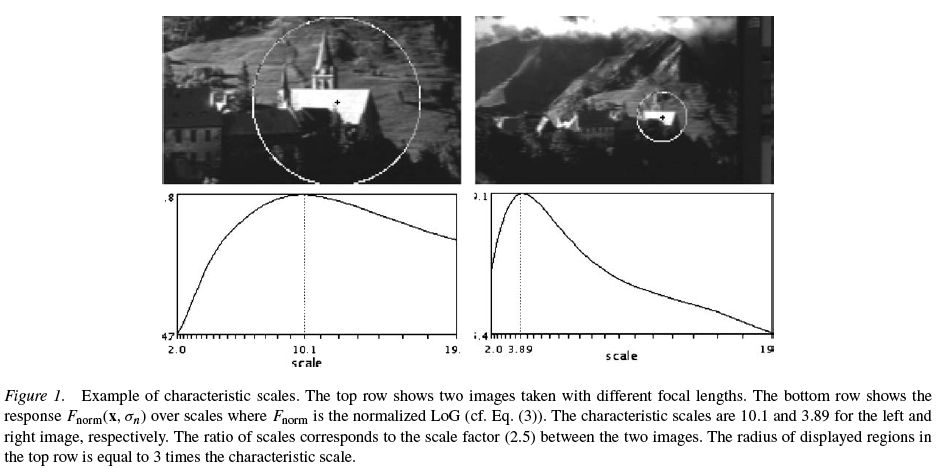 .8
47
2.0 10.1 19.
scale
.1
.4
2.0 3.89 19
scale
Figure 1. Example of characteristic scales. The top row shows two images taken with different focal lengths. The bottom row shows the
response Fnorm(x, σn) over scales where Fnorm is the normalized LoG (cf. Eq. (3)). The characteristic scales are 10.1 and 3.89 for the left and
right image, respectively. The ratio of scales corresponds to the scale factor (2.5) between the two images. The radius of displayed regions in
the top row is equal to 3 times the characteristic scale.